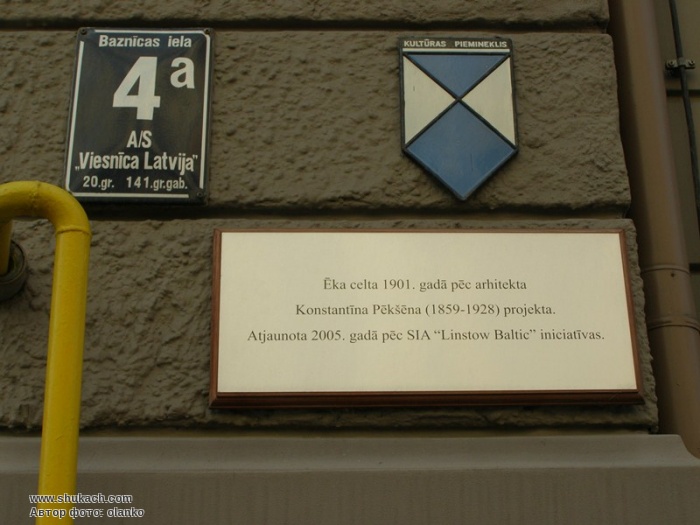 Baznīcas iela
4a
A/S
„Viesnīca Latvija”
20.gr. 141.gr.gab.
KULTŪRAS PIEMINEKLIS
Ēka celta 1901. gadā pēc arhitekta
Konstantīna Pēkšēna (1859-1928) projekta.
Atjaunota 2005. gadā pēc SIA “Linstow Baltic” iniciatīvas.
www.shukach.com
Автор фото: olanko